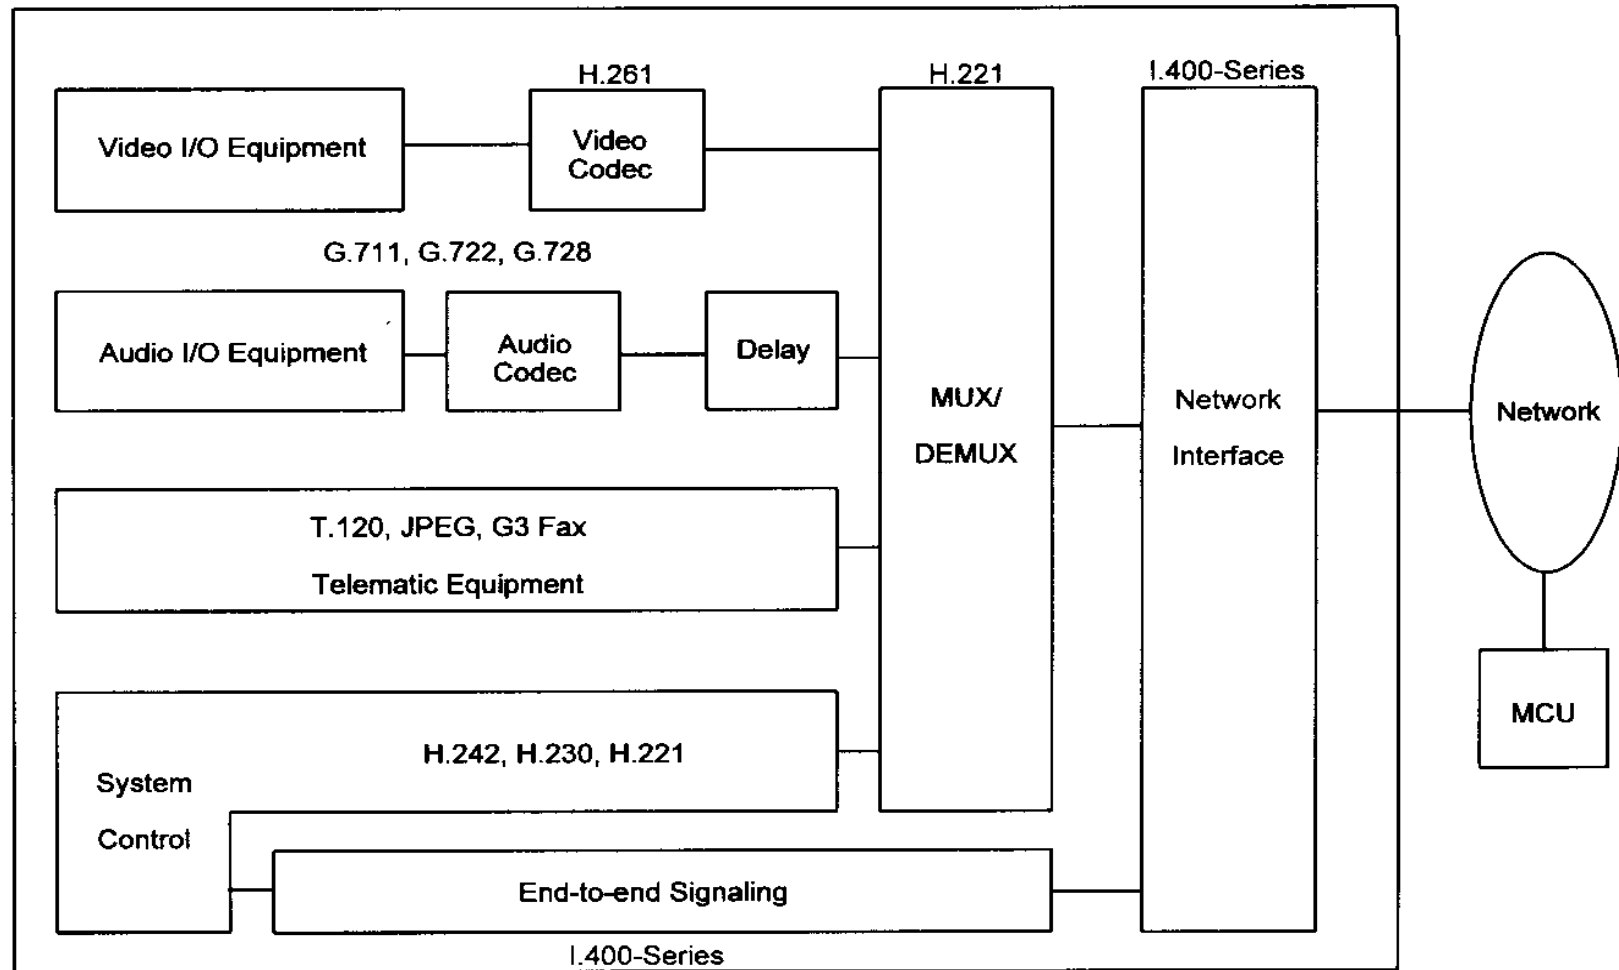 H.261
H.221
I.400-Series
Video I/O Equipment
Video
Codec
G.711, G.722, G.728
Audio I/O Equipment
Audio
Codec
Delay
MUX/
DEMUX
Network
Interface
Network
T.120, JPEG, G3 Fax
Telematic Equipment
H.242, H.230, H.221
System
Control
MCU
End-to-end Signaling
I.400-Series